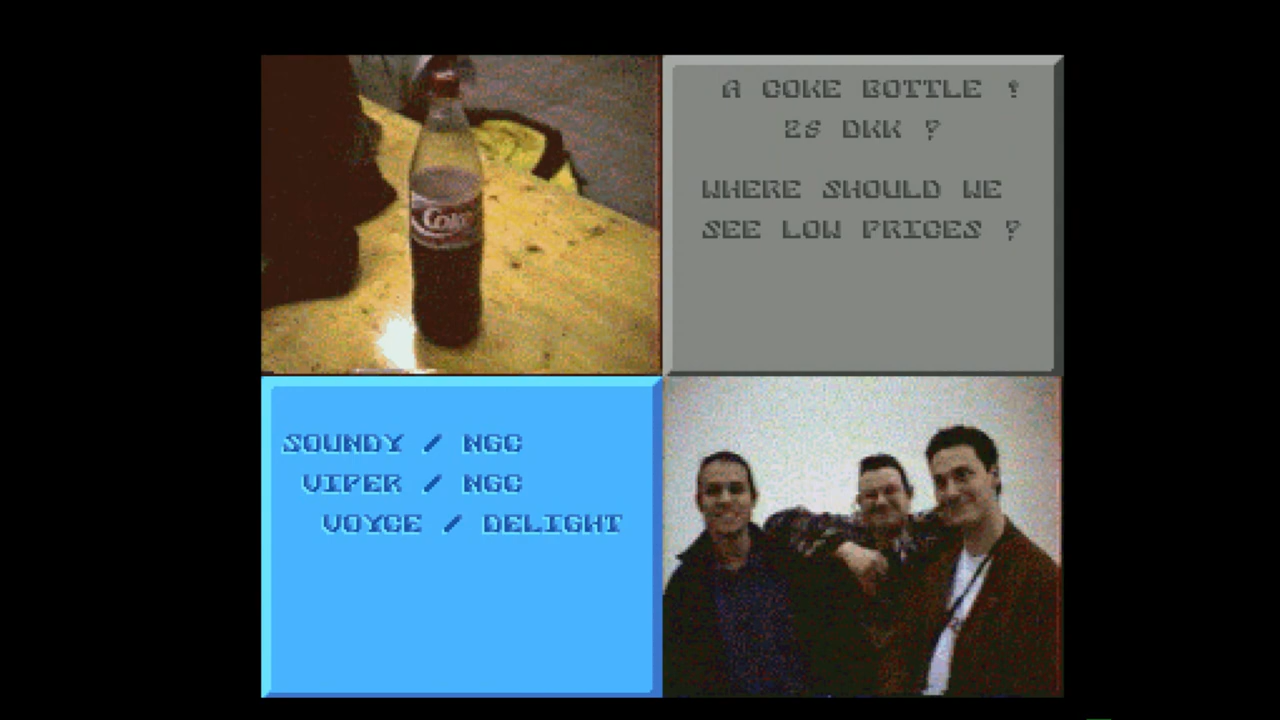 Coke
A COKE BOTTLE !
25 DKK ?
WHERE SHOULD WE
SEE LOW PRICES ?
SOUNDY / NGC
VIPER / NGC
VOYCE / DELIGHT